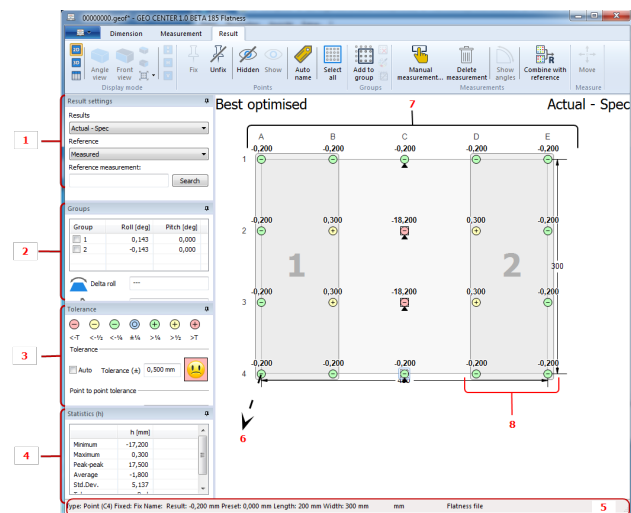 00000000.geof* - GEO CENTER 1.0 BETA 185 Flatness
Dimension Measurement Result
2D
3D
Angle view
Front view
Display mode
Fix
Unfix
Hidden
Show
Auto name
Points
Select all
Add to group
Groups
Manual measurement...
Delete measurement
Show angles
Measurements
Combine with reference
R
Move
Measure
Result settings
Results
Actual - Spec
Reference
Measured
Reference measurement:
Search
1
Groups
Group Roll [deg] Pitch [deg]
1 0,143 0,000
2 -0,143 0,000
Delta roll ---
2
Tolerance
<-T <-½ <-¼ ±¼ >¼ >½ >T
Tolerance
Auto Tolerance (±) 0,500 mm
Point to point tolerance
3
Statistics (h)
h [mm]
Minimum -17,200
Maximum 0,300
Peak-peak 17,500
Average -1,800
Std.Dev. 5,137
4
Best optimised
Actual - Spec
7
A B C D E
-0,200 -0,200 -0,200 -0,200 -0,200
1
-0,200 0,300 -18,200 0,300 -0,200
2
1 2
300
-0,200 0,300 -18,200 0,300 -0,200
3
-0,200 -0,200 -0,200 -0,200 -0,200
4
6
8
Type: Point (C4) Fixed: Fix Name: Result: -0,200 mm Preset: 0,000 mm Length: 200 mm Width: 300 mm mm Flatness file
5